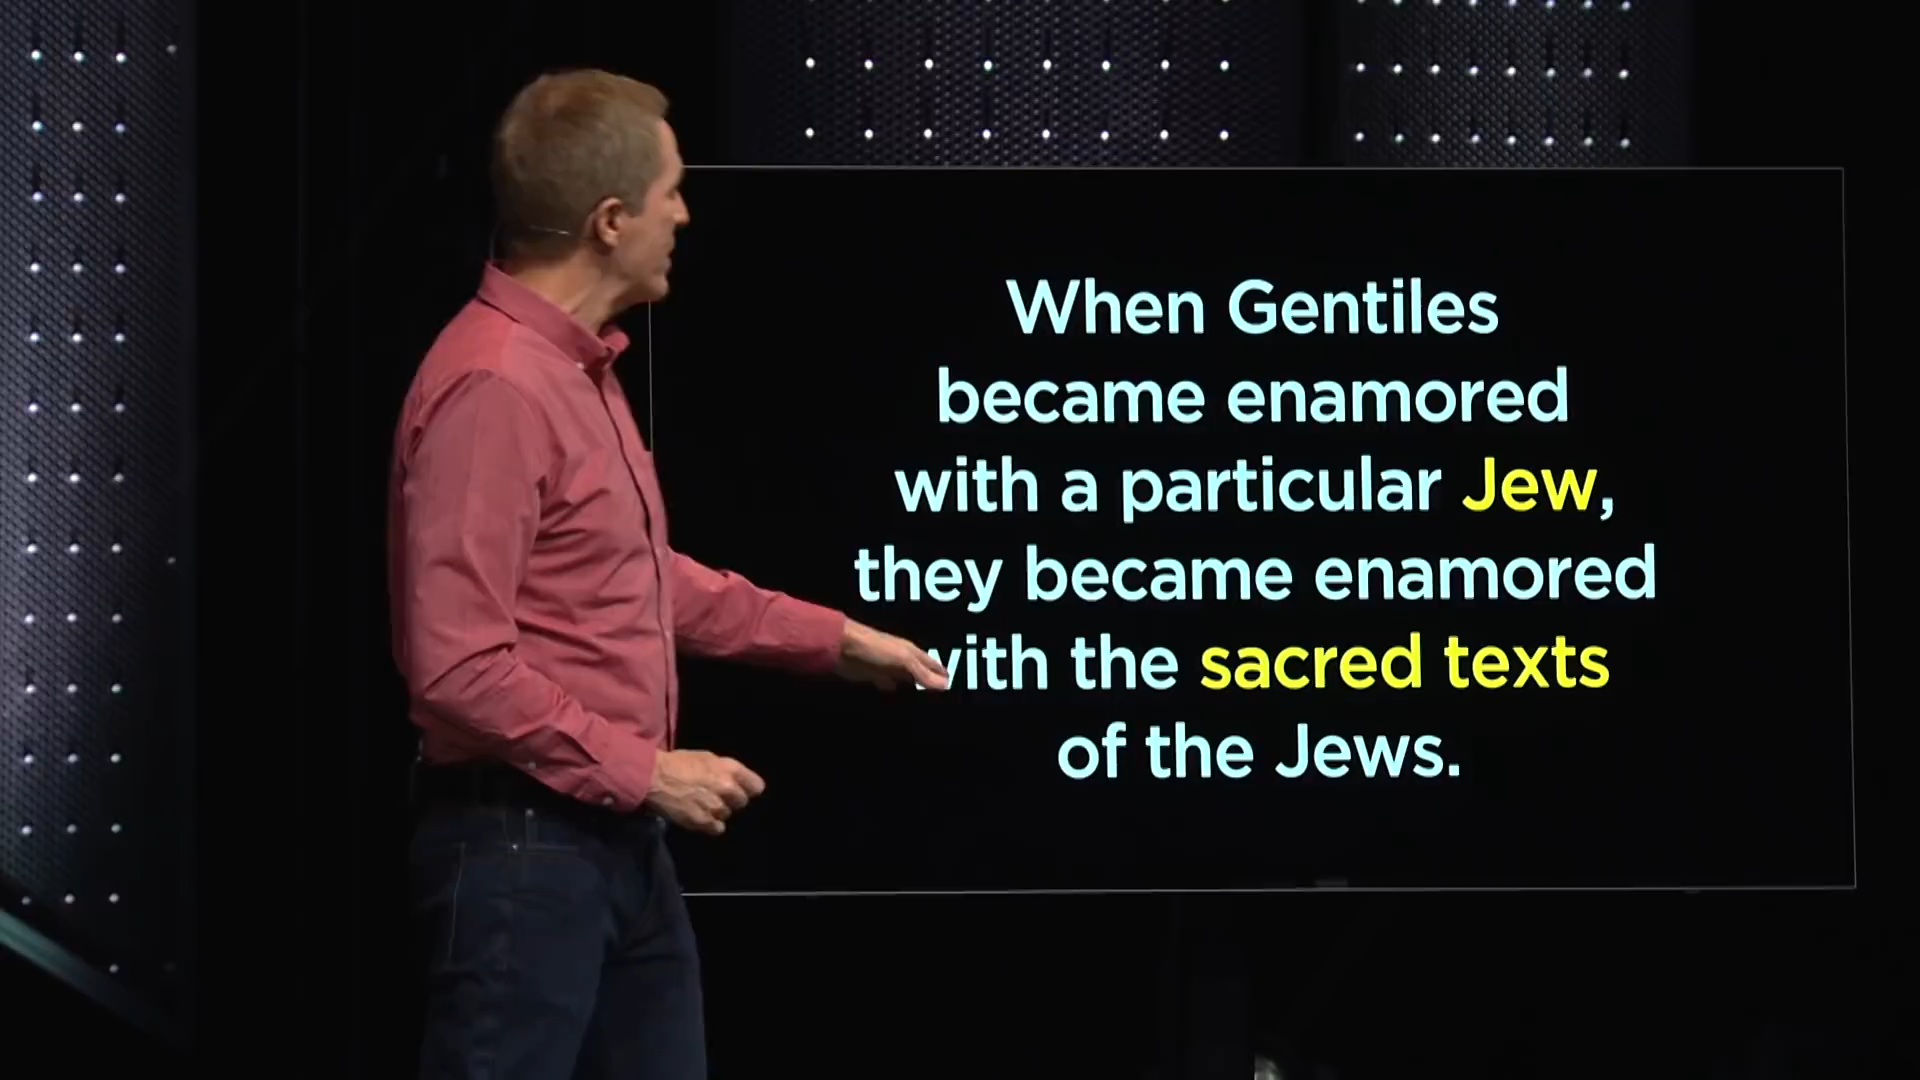 When Gentiles
became enamored
with a particular Jew,
they became enamored
with the sacred texts
of the Jews.